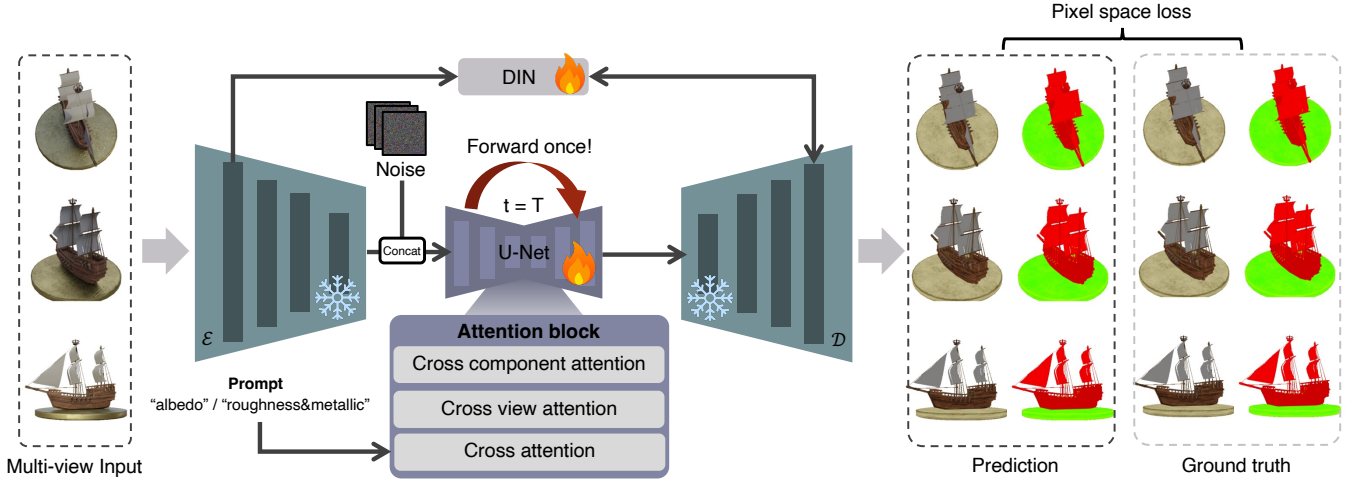 Pixel space loss
DIN
Noise
Forward once!
t = T
Concat
U-Net
ℰ
𝒟
Attention block
Cross component attention
Cross view attention
Cross attention
Prompt
“albedo” / “roughness&metallic”
Multi-view Input
Prediction
Ground truth